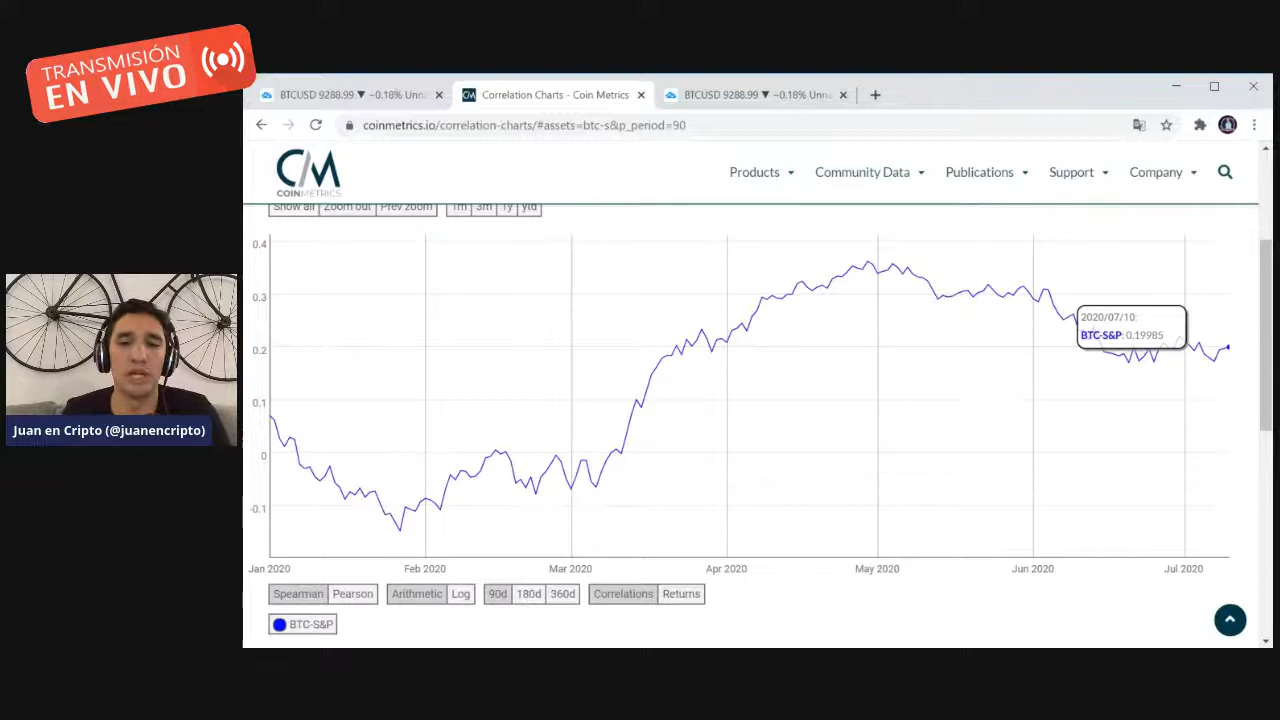 TRANSMISIÓN
EN VIVO
BTCUSD 9288.99 ▼ −0.18% Unn
Correlation Charts - Coin Metrics
BTCUSD 9288.99 ▼ −0.18% Unna
coinmetrics.io/correlation-charts/#assets=btc-s&p_period=90
CM
COINMETRICS
Products
Community Data
Publications
Support
Company
Show all Zoom out Prev zoom 1m 3m 1y ytd
0.4
0.3
0.2
0.1
0
-0.1
2020/07/10:
BTC-S&P: 0.19985
Jan 2020 Feb 2020 Mar 2020 Apr 2020 May 2020 Jun 2020 Jul 2020
Spearman Pearson Arithmetic Log 90d 180d 360d Correlations Returns
BTC-S&P
Juan en Cripto (@juanencripto)